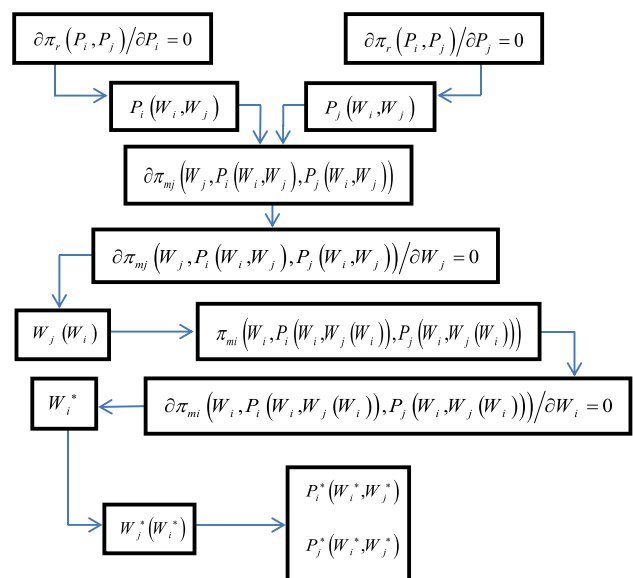 ∂π_r(P_i,P_j)/∂P_i = 0
∂π_r(P_i,P_j)/∂P_j = 0
P_i(W_i,W_j)
P_j(W_i,W_j)
∂π_mj(W_j,P_i(W_i,W_j),P_j(W_i,W_j))
∂π_mj(W_j,P_i(W_i,W_j),P_j(W_i,W_j))/∂W_j = 0
W_j(W_i)
π_mi(W_i,P_i(W_i,W_j(W_i)),P_j(W_i,W_j(W_i)))
W_i*
∂π_mi(W_i,P_i(W_i,W_j(W_i)),P_j(W_i,W_j(W_i)))/∂W_i = 0
W_j*(W_i*)
P_i*(W_i*,W_j*)
P_j*(W_i*,W_j*)